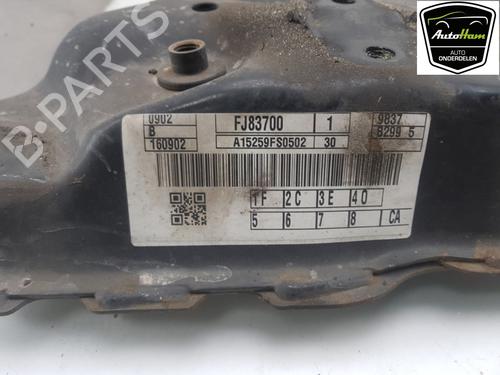 AutoHam
AUTO
ONDERDELEN
B-PARTS
0902 FJ83700 1 9837
B 8299 5
160902 A15259FS0502 30
1F 2C 3E 4O
5 6 7 8 CA